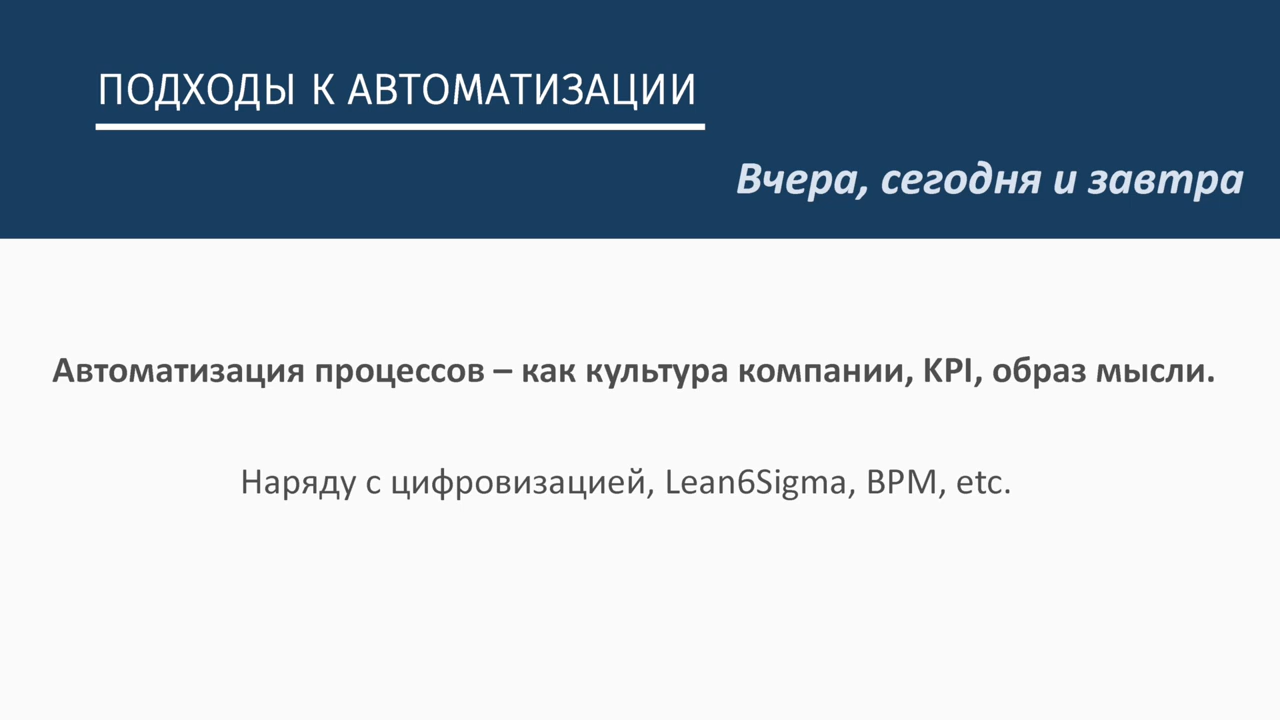 ПОДХОДЫ К АВТОМАТИЗАЦИИ
Вчера, сегодня и завтра
Автоматизация процессов – как культура компании, KPI, образ мысли.
Наряду с цифровизацией, Lean6Sigma, BPM, etc.